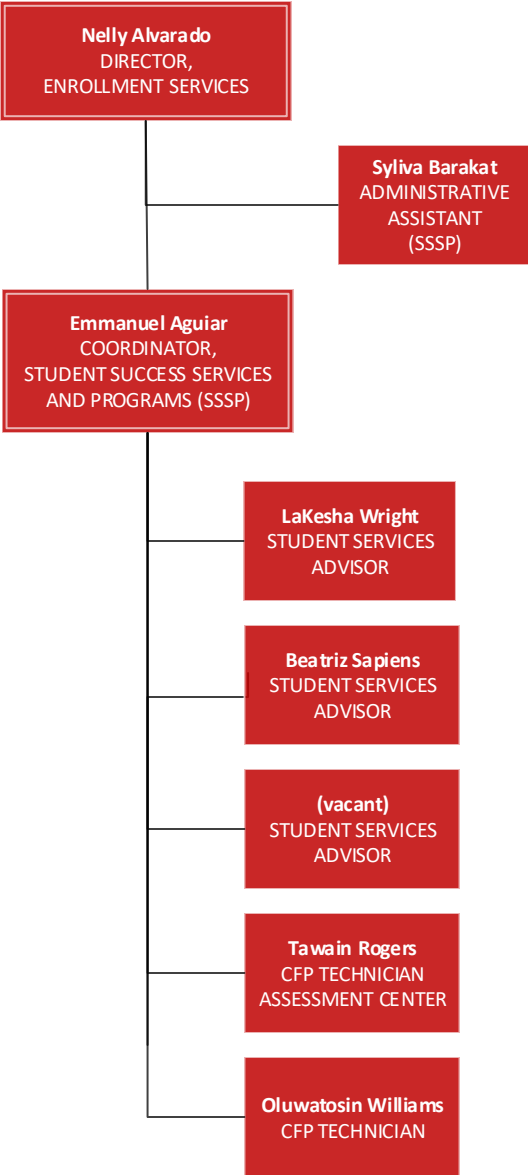 Nelly Alvarado
DIRECTOR,
ENROLLMENT SERVICES
Syliva Barakat
ADMINISTRATIVE
ASSISTANT
(SSSP)
Emmanuel Aguiar
COORDINATOR,
STUDENT SUCCESS SERVICES
AND PROGRAMS (SSSP)
LaKesha Wright
STUDENT SERVICES
ADVISOR
Beatriz Sapiens
STUDENT SERVICES
ADVISOR
(vacant)
STUDENT SERVICES
ADVISOR
Tawain Rogers
CFP TECHNICIAN
ASSESSMENT CENTER
Oluwatosin Williams
CFP TECHNICIAN